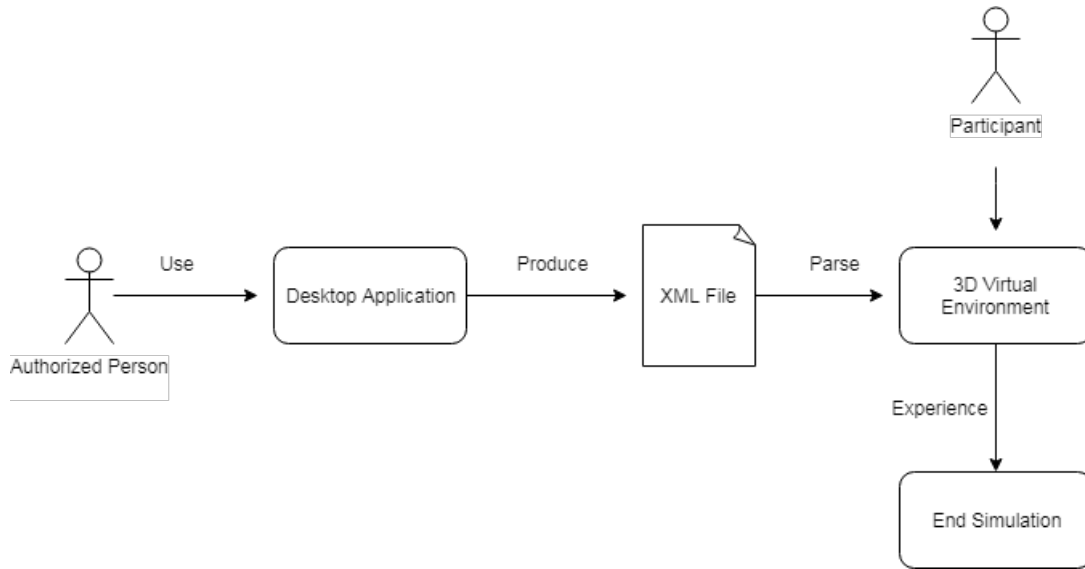 Participant
Use
Produce
Parse
Desktop Application
XML File
3D Virtual
Environment
Authorized Person
Experience
End Simulation